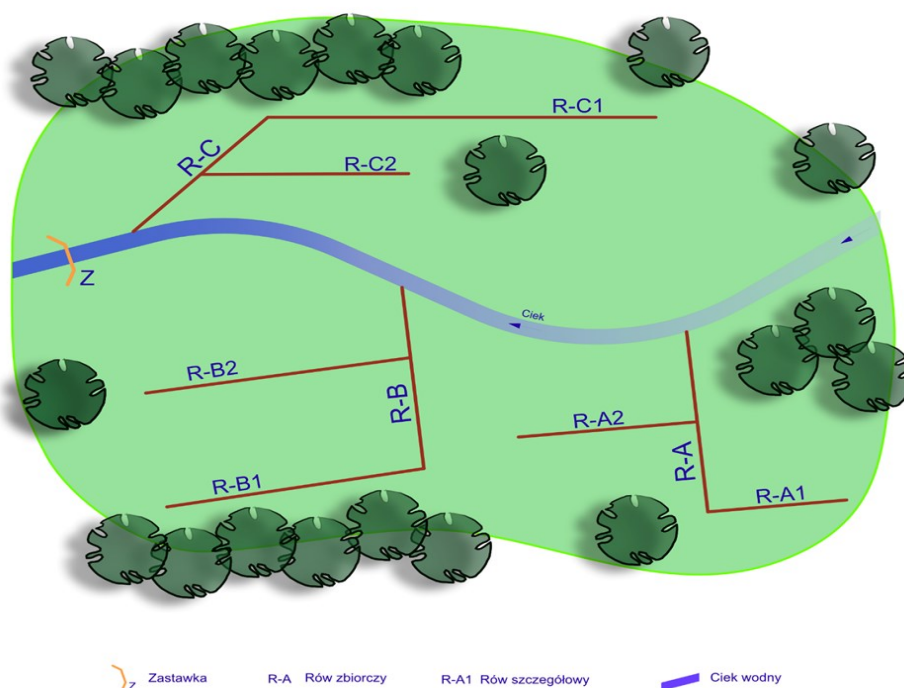 R-C1
R-C
R-C2
Z
Ciek
R-B2
R-B
R-A2
R-A
R-B1
R-A1
Z Zastawka R-A Rów zbiorczy R-A1 Rów szczegółowy Ciek wodny